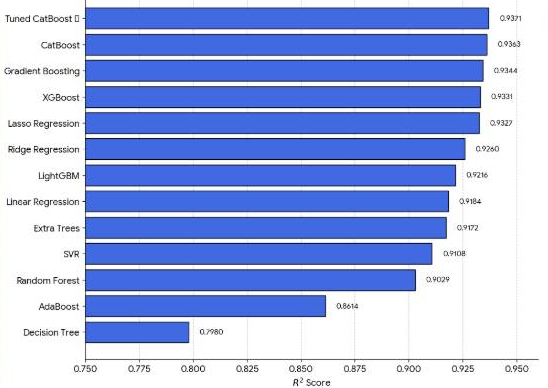 Tuned CatBoost ▯ 0.9371
CatBoost 0.9363
Gradient Boosting 0.9344
XGBoost 0.9331
Lasso Regression 0.9327
Ridge Regression 0.9260
LightGBM 0.9216
Linear Regression 0.9184
Extra Trees 0.9172
SVR 0.9108
Random Forest 0.9029
AdaBoost 0.8614
Decision Tree 0.7980
0.750 0.775 0.800 0.825 0.850 0.875 0.900 0.925 0.950
R² Score